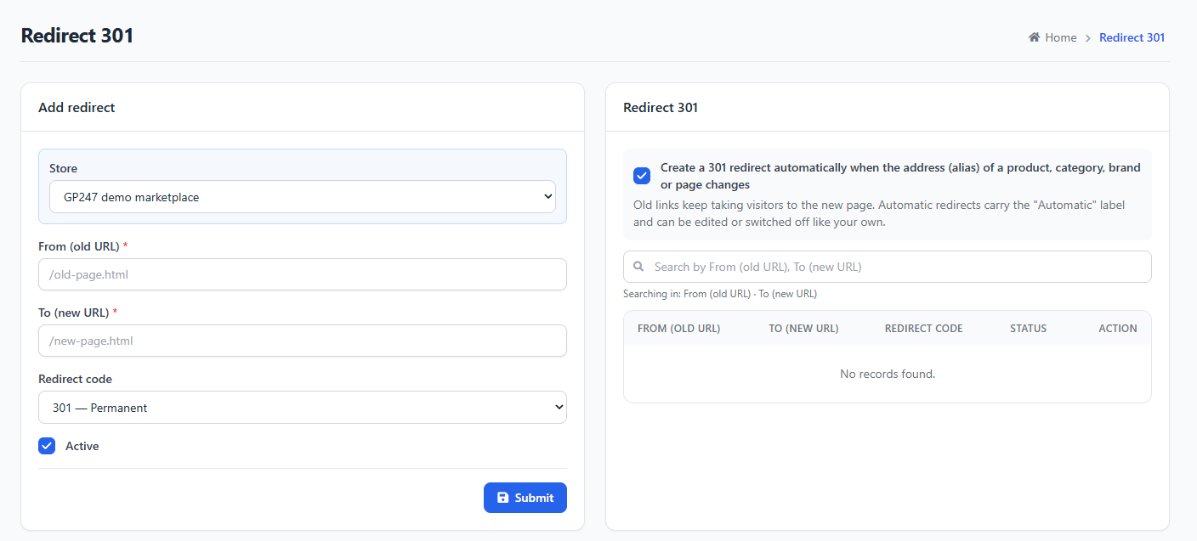 Redirect 301
Home > Redirect 301
Add redirect
Store
GP247 demo marketplace
From (old URL) *
/old-page.html
To (new URL) *
/new-page.html
Redirect code
301 — Permanent
Active
Submit
Redirect 301
Create a 301 redirect automatically when the address (alias) of a product, category, brand
or page changes
Old links keep taking visitors to the new page. Automatic redirects carry the "Automatic" label
and can be edited or switched off like your own.
Search by From (old URL), To (new URL)
Searching in: From (old URL) · To (new URL)
FROM (OLD URL) TO (NEW URL) REDIRECT CODE STATUS ACTION
No records found.